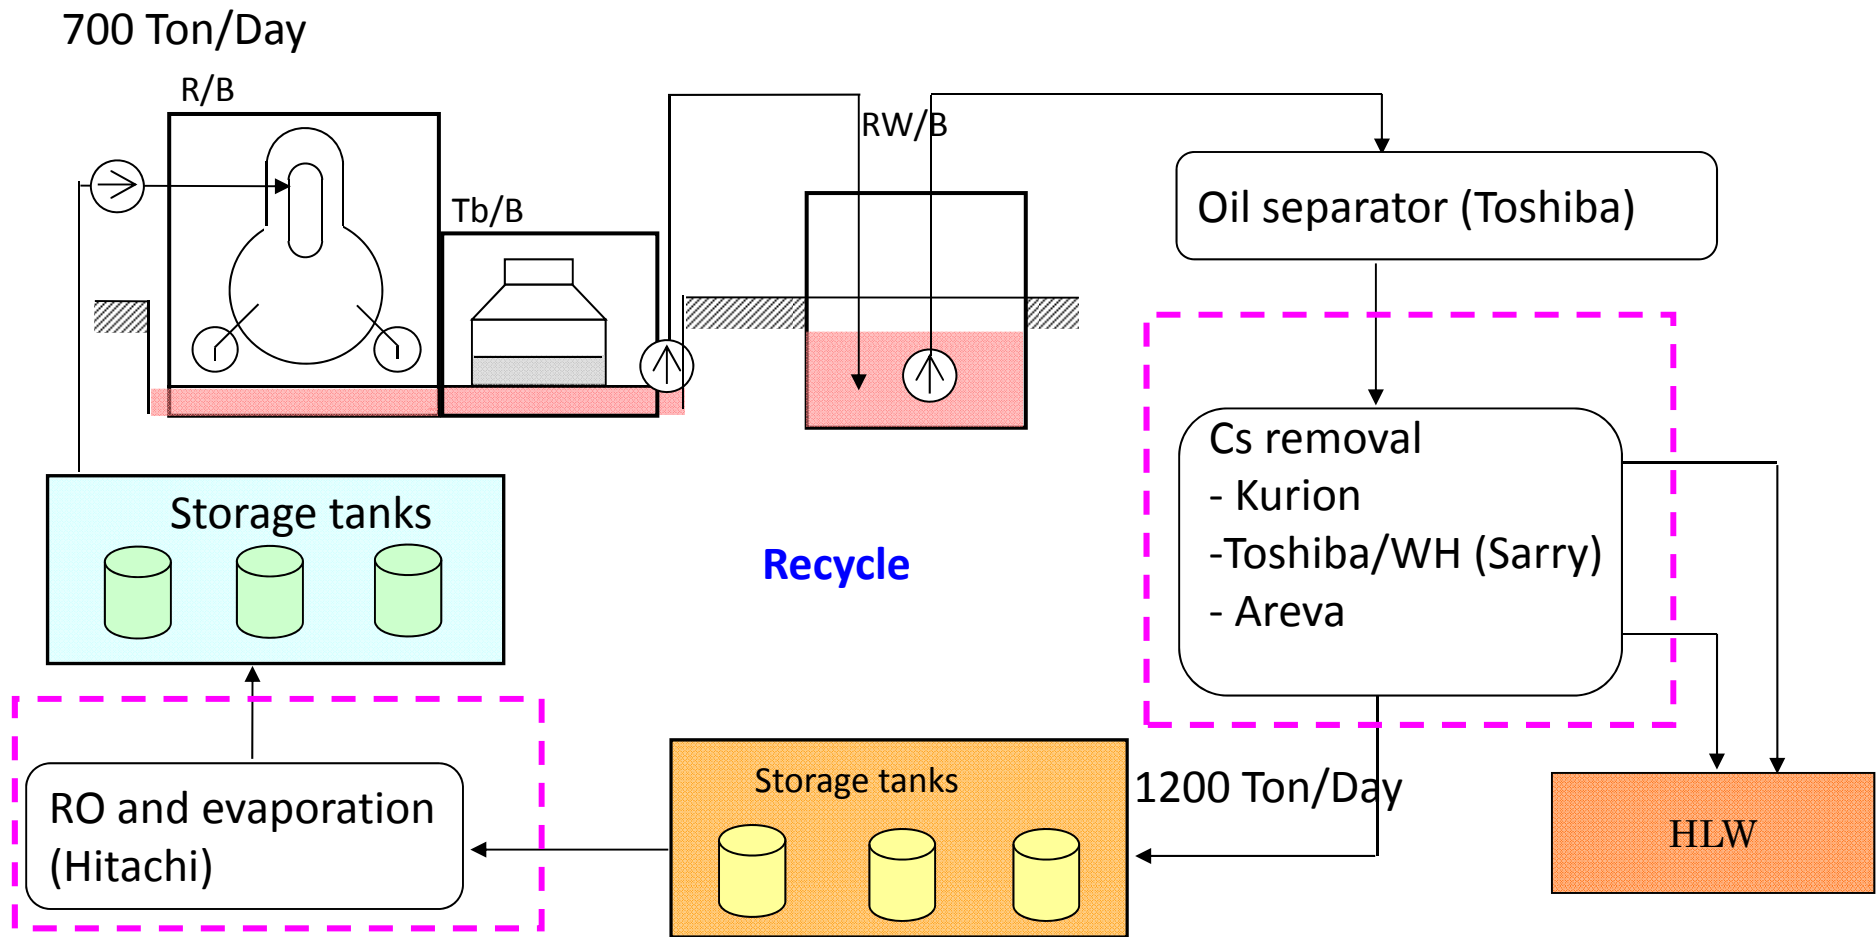 700 Ton/Day
R/B
RW/B
Tb/B
Oil separator (Toshiba)
Cs removal
- Kurion
-Toshiba/WH (Sarry)
- Areva
Storage tanks
Recycle
Storage tanks
1200 Ton/Day
RO and evaporation
(Hitachi)
HLW